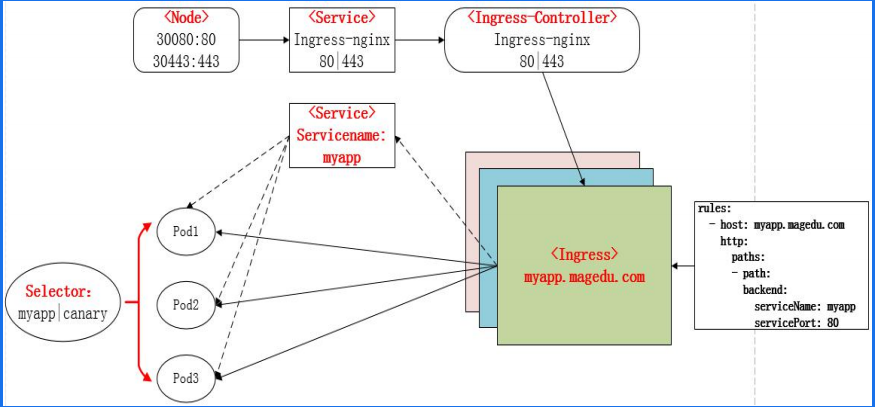 <Node>
30080:80
30443:443
<Service>
Ingress-nginx
80|443
<Ingress-Controller>
Ingress-nginx
80|443
<Service>
Servicename:
myapp
Pod1
Pod2
Pod3
Selector:
myapp|canary
<Ingress>
myapp.magedu.com
rules:
- host: myapp.magedu.com
http:
paths:
- path:
backend:
serviceName: myapp
servicePort: 80